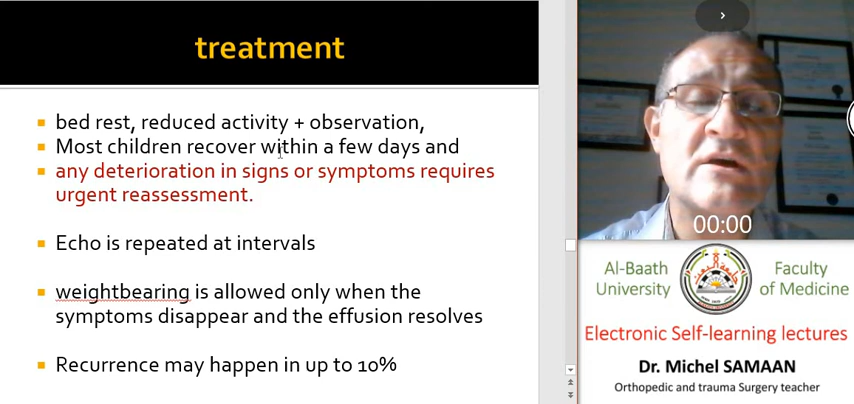 treatment
bed rest, reduced activity + observation,
Most children recover within a few days and
any deterioration in signs or symptoms requires
urgent reassessment.
Echo is repeated at intervals
weightbearing is allowed only when the
symptoms disappear and the effusion resolves
Recurrence may happen in up to 10%
00:00
Al-Baath
University
Faculty
of Medicine
Electronic Self-learning lectures
Dr. Michel SAMAAN
Orthopedic and trauma Surgery teacher